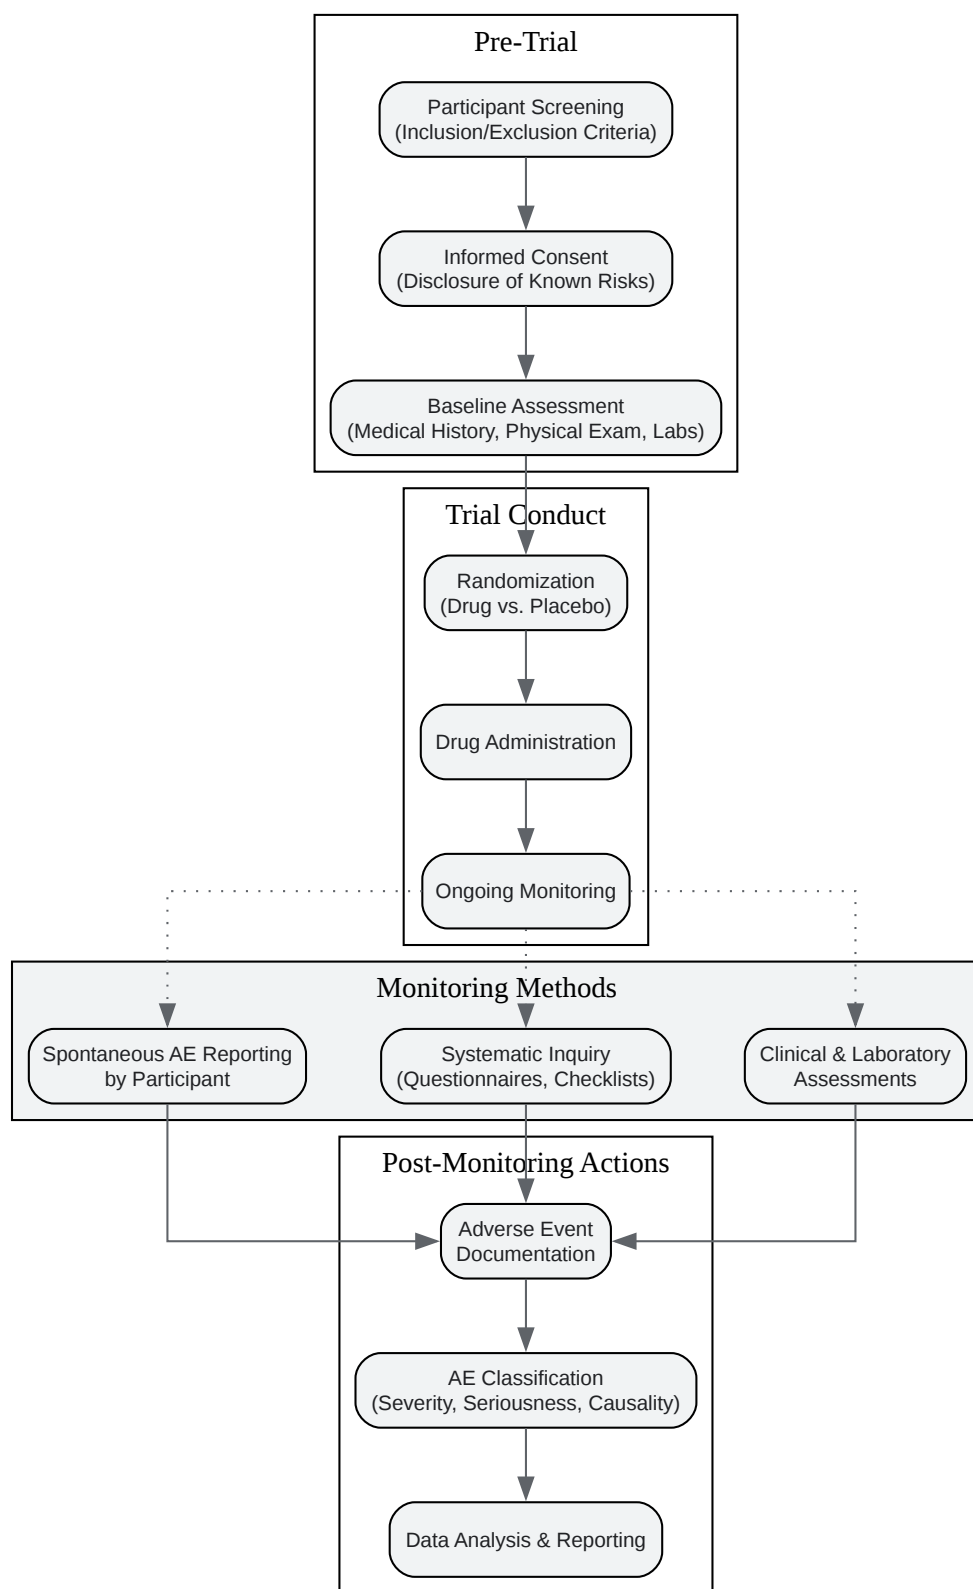 Pre-Trial
Participant Screening
(Inclusion/Exclusion Criteria)
Informed Consent
(Disclosure of Known Risks)
Baseline Assessment
(Medical History, Physical Exam, Labs)
Trial Conduct
Randomization
(Drug vs. Placebo)
Drug Administration
Ongoing Monitoring
Monitoring Methods
Spontaneous AE Reporting
by Participant
Systematic Inquiry
(Questionnaires, Checklists)
Clinical & Laboratory
Assessments
Post-Monitoring Actions
Adverse Event
Documentation
AE Classification
(Severity, Seriousness, Causality)
Data Analysis & Reporting